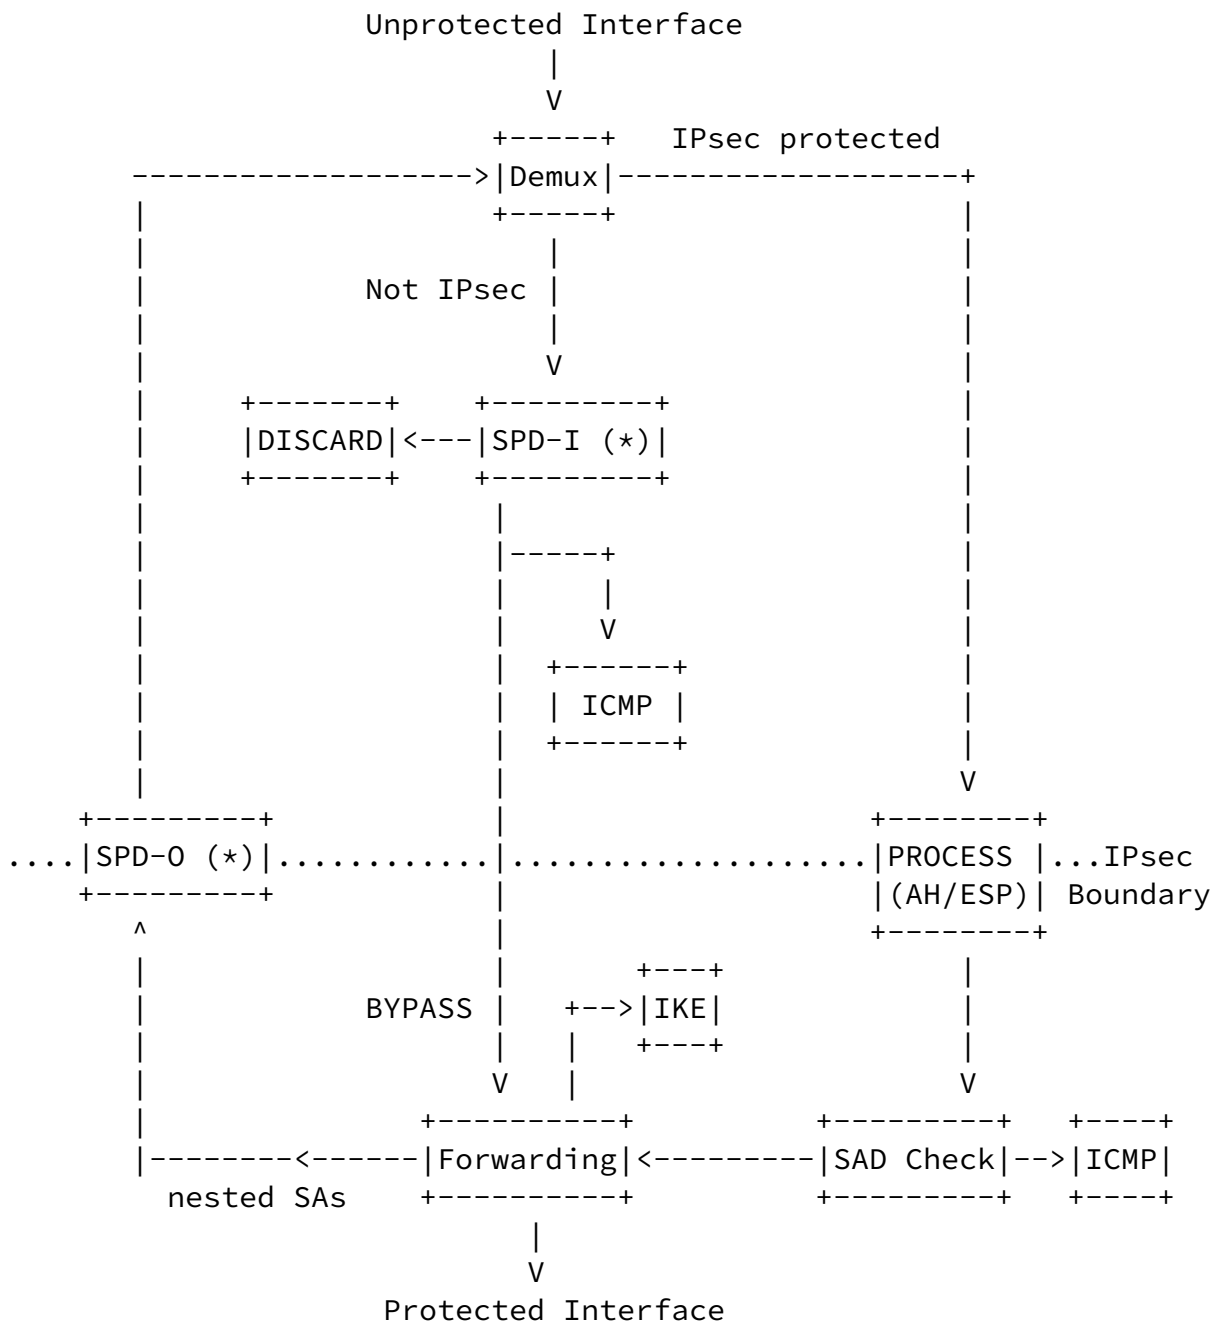 Unprotected Interface
IPsec protected
Demux
Not IPsec
DISCARD SPD-I (*)
ICMP
SPD-O (*) PROCESS IPsec
(AH/ESP) Boundary
BYPASS IKE
Forwarding SAD Check ICMP
nested SAs
Protected Interface